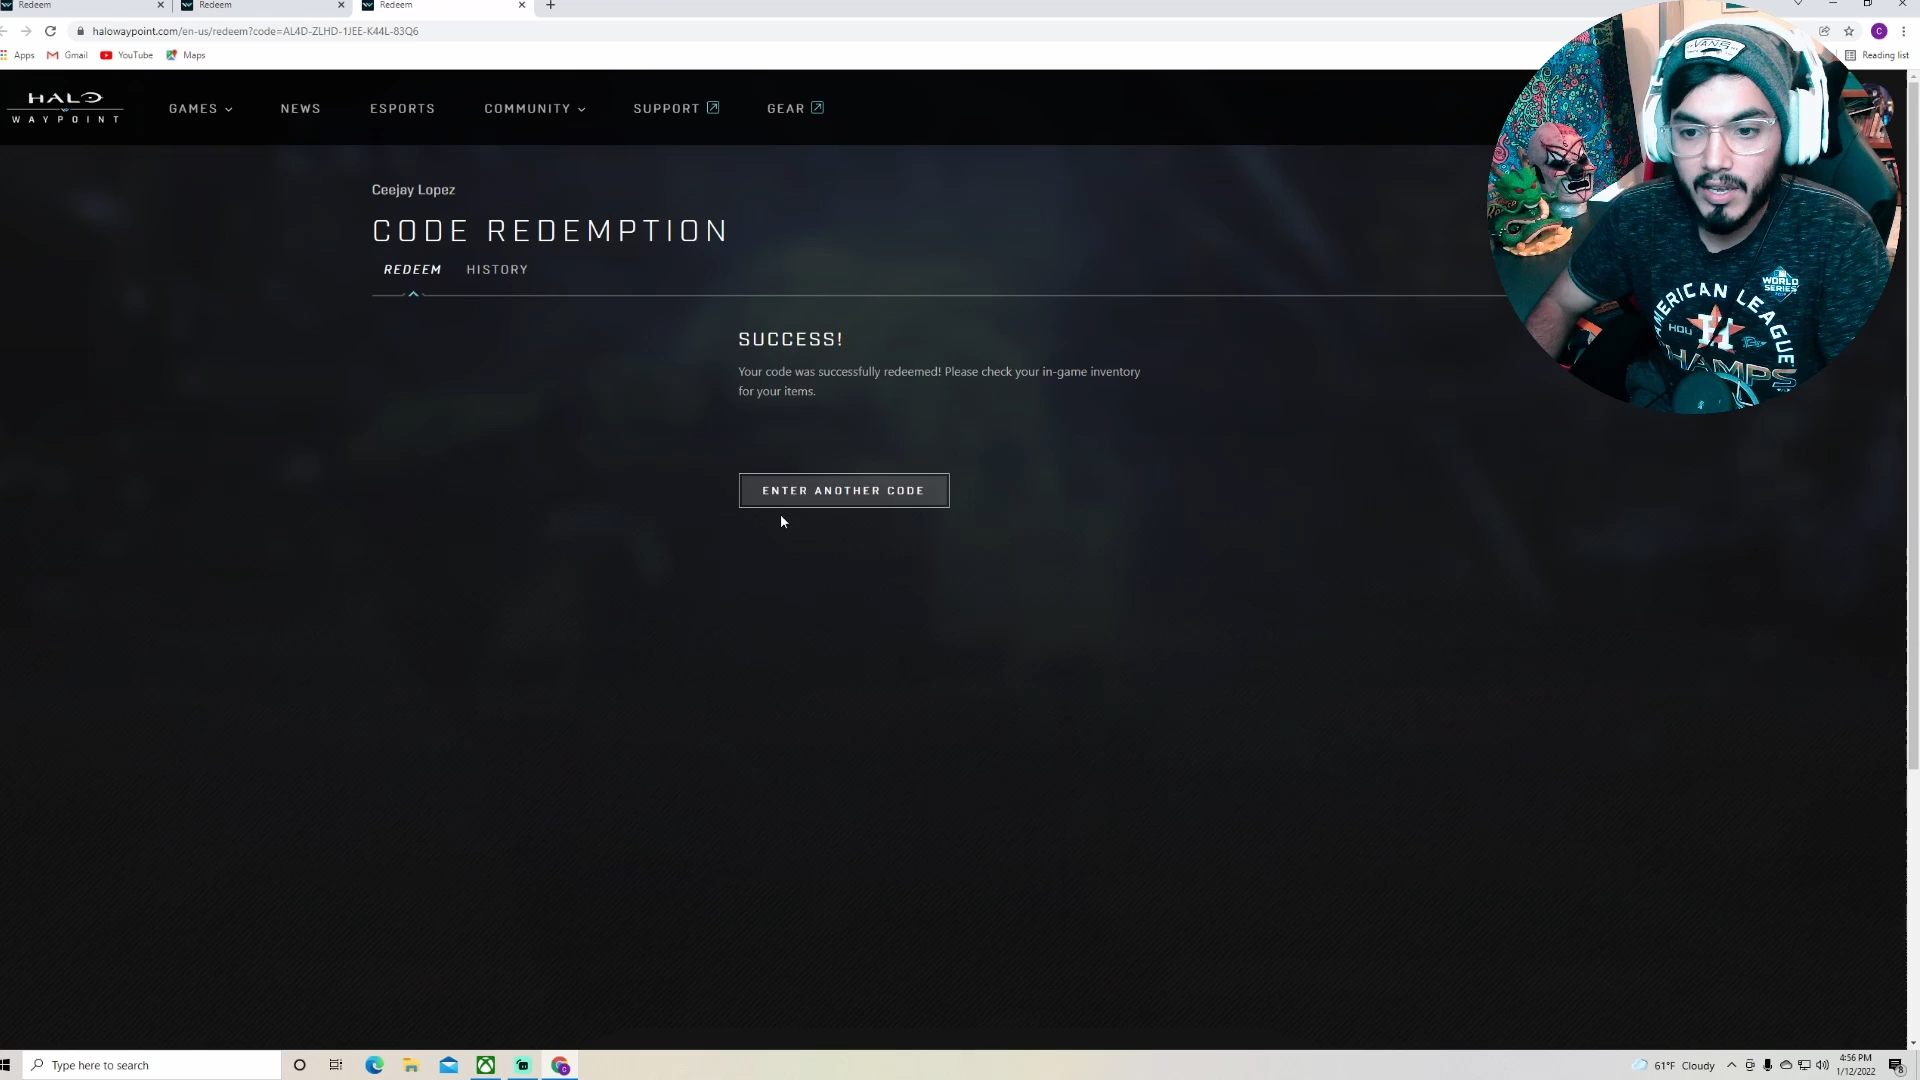 Redeem
Redeem
Redeem
halowaypoint.com/en-us/redeem?code=AL4D-ZLHD-1JEE-K44L-83Q6
Apps
Gmail
YouTube
Maps
Reading list
HALO
WAYPOINT
GAMES
NEWS
ESPORTS
COMMUNITY
SUPPORT
GEAR
Ceejay Lopez
CODE REDEMPTION
REDEEM
HISTORY
SUCCESS!
Your code was successfully redeemed! Please check your in-game inventory
for your items.
ENTER ANOTHER CODE
VANS
WORLD
SERIES
AMERICAN LEAGUE
HOU
CHAMPS
Type here to search
61°F Cloudy
4:56 PM
1/12/2022